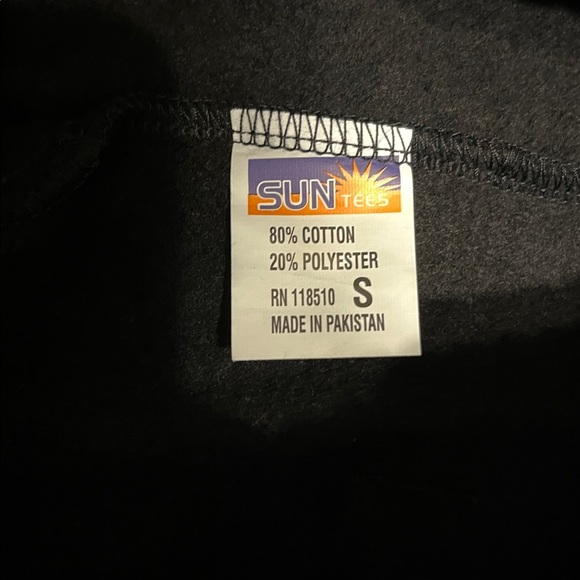 SUN TEES
80% COTTON
20% POLYESTER
RN 118510 S
MADE IN PAKISTAN